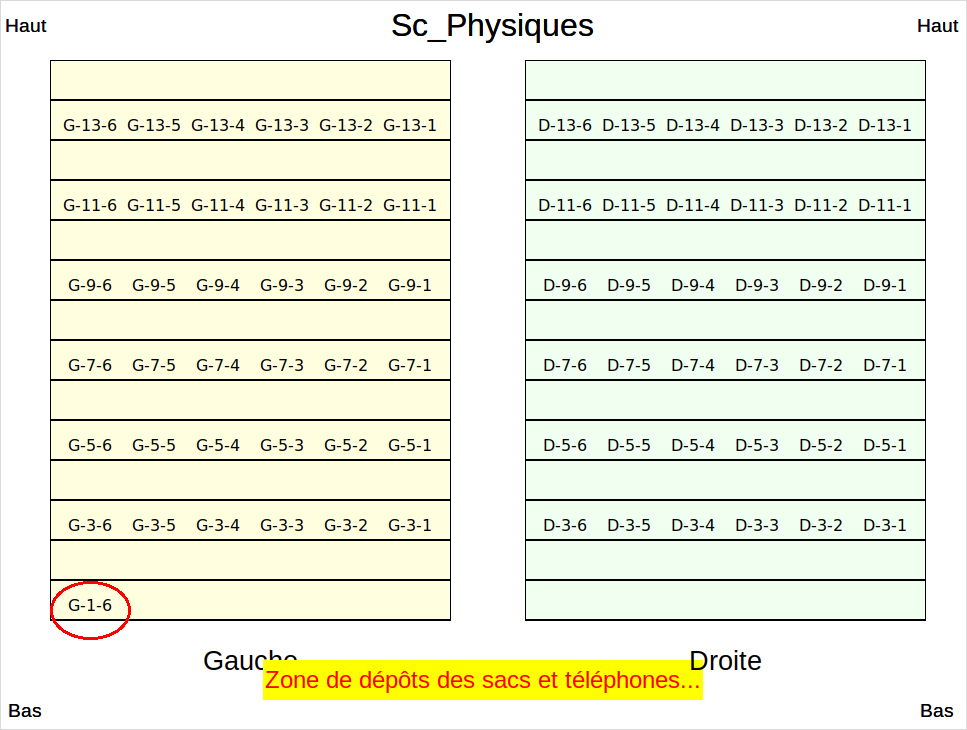 Sc_Physiques
Haut Haut
G-13-6 G-13-5 G-13-4 G-13-3 G-13-2 G-13-1 D-13-6 D-13-5 D-13-4 D-13-3 D-13-2 D-13-1
G-11-6 G-11-5 G-11-4 G-11-3 G-11-2 G-11-1 D-11-6 D-11-5 D-11-4 D-11-3 D-11-2 D-11-1
G-9-6 G-9-5 G-9-4 G-9-3 G-9-2 G-9-1 D-9-6 D-9-5 D-9-4 D-9-3 D-9-2 D-9-1
G-7-6 G-7-5 G-7-4 G-7-3 G-7-2 G-7-1 D-7-6 D-7-5 D-7-4 D-7-3 D-7-2 D-7-1
G-5-6 G-5-5 G-5-4 G-5-3 G-5-2 G-5-1 D-5-6 D-5-5 D-5-4 D-5-3 D-5-2 D-5-1
G-3-6 G-3-5 G-3-4 G-3-3 G-3-2 G-3-1 D-3-6 D-3-5 D-3-4 D-3-3 D-3-2 D-3-1
G-1-6
Gauche Droite
Zone de dépôts des sacs et téléphones...
Bas Bas